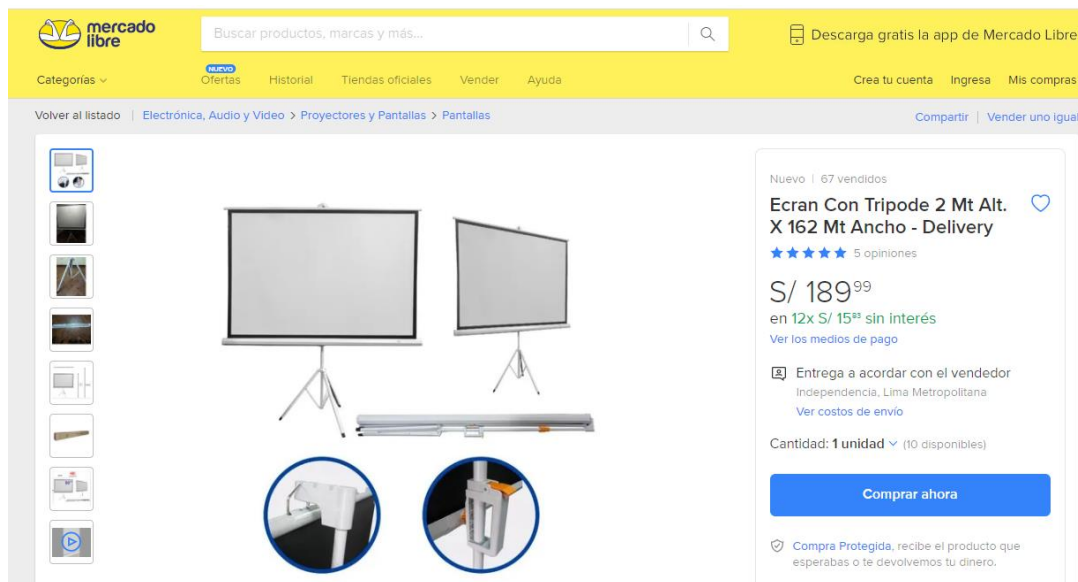 mercado
libre
Buscar productos, marcas y más...
Descarga gratis la app de Mercado Libre
Categorías
NUEVO
Ofertas
Historial
Tiendas oficiales
Vender
Ayuda
Crea tu cuenta
Ingresa
Mis compras
Volver al listado | Electrónica, Audio y Video > Proyectores y Pantallas > Pantallas
Compartir | Vender uno igual
Nuevo | 67 vendidos
Ecran Con Tripode 2 Mt Alt.
X 162 Mt Ancho - Delivery
5 opiniones
S/ 189⁹⁹
en 12x S/ 15⁸³ sin interés
Ver los medios de pago
Entrega a acordar con el vendedor
Independencia, Lima Metropolitana
Ver costos de envío
Cantidad: 1 unidad (10 disponibles)
Comprar ahora
Compra Protegida, recibe el producto que
esperabas o te devolvemos tu dinero.